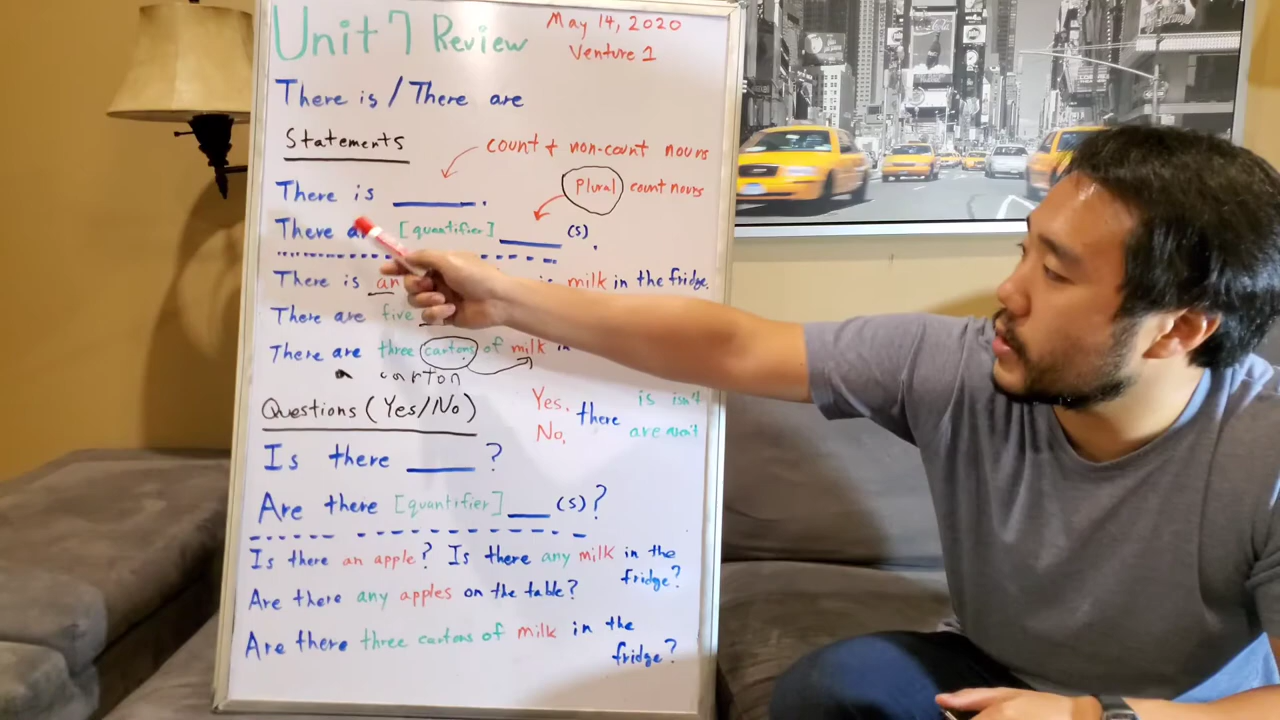 Unit 7 Review
May 14, 2020
Venture 1
There is / There are
Statements
count + non-count nouns
Plural count nouns
There is ____.
There [quantifier] ____ (s).
There is an milk in the fridge.
There are five
There are three cartons of milk in
carton
Questions (Yes/No)
Yes, there is isn't
No, are aren't
Is there ____ ?
Are there [quantifier] ____ (s)?
Is there an apple? Is there any milk in the fridge?
Are there any apples on the table?
Are there three cartons of milk in the fridge?